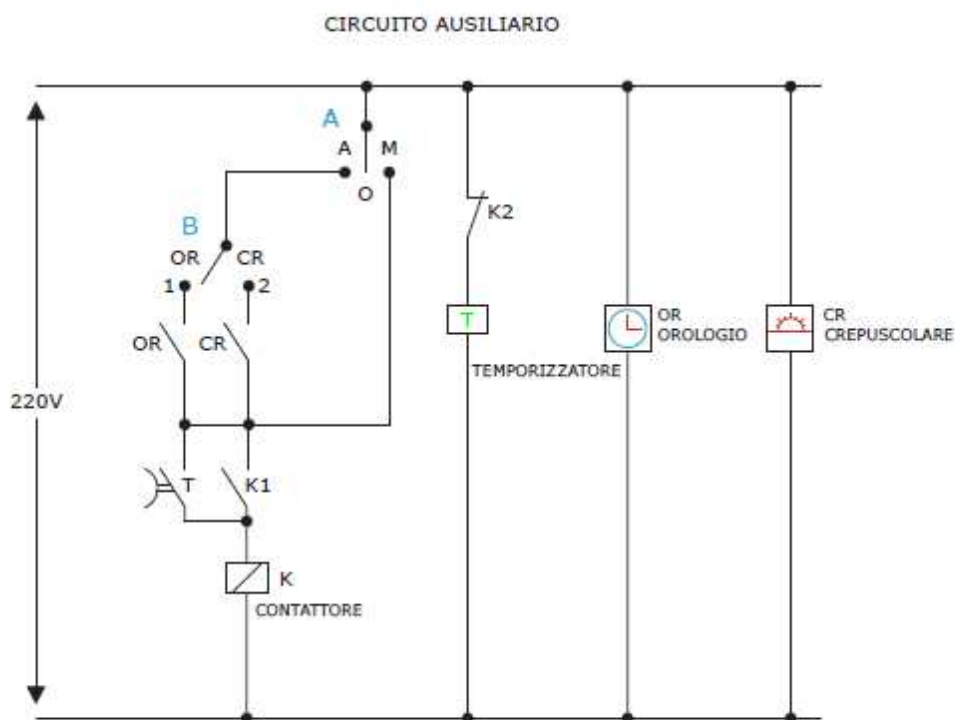 CIRCUITO AUSILIARIO
A
A M
O
K2
B
OR CR
1 2
OR CR
T
OR
OROLOGIO
CR
CREPUSCOLARE
TEMPORIZZATORE
220V
T K1
K
CONTATTORE